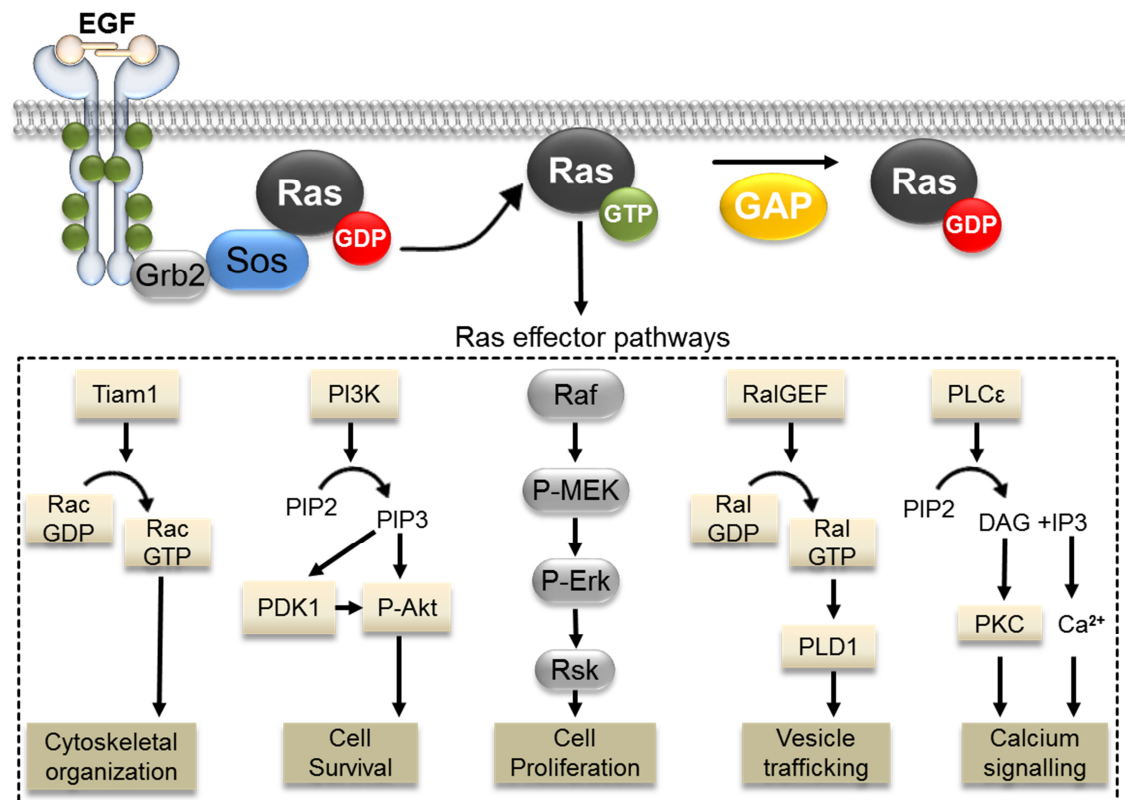 EGF
Ras
GDP
Sos
Grb2
Ras
GTP
GAP
Ras
GDP
Ras effector pathways
Tiam1
Rac
GDP
Rac
GTP
Cytoskeletal
organization
PI3K
PIP2
PIP3
PDK1
P-Akt
Cell
Survival
Raf
P-MEK
P-Erk
Rsk
Cell
Proliferation
RalGEF
Ral
GDP
Ral
GTP
PLD1
Vesicle
trafficking
PLCε
PIP2
DAG +IP3
PKC
Ca²⁺
Calcium
signalling